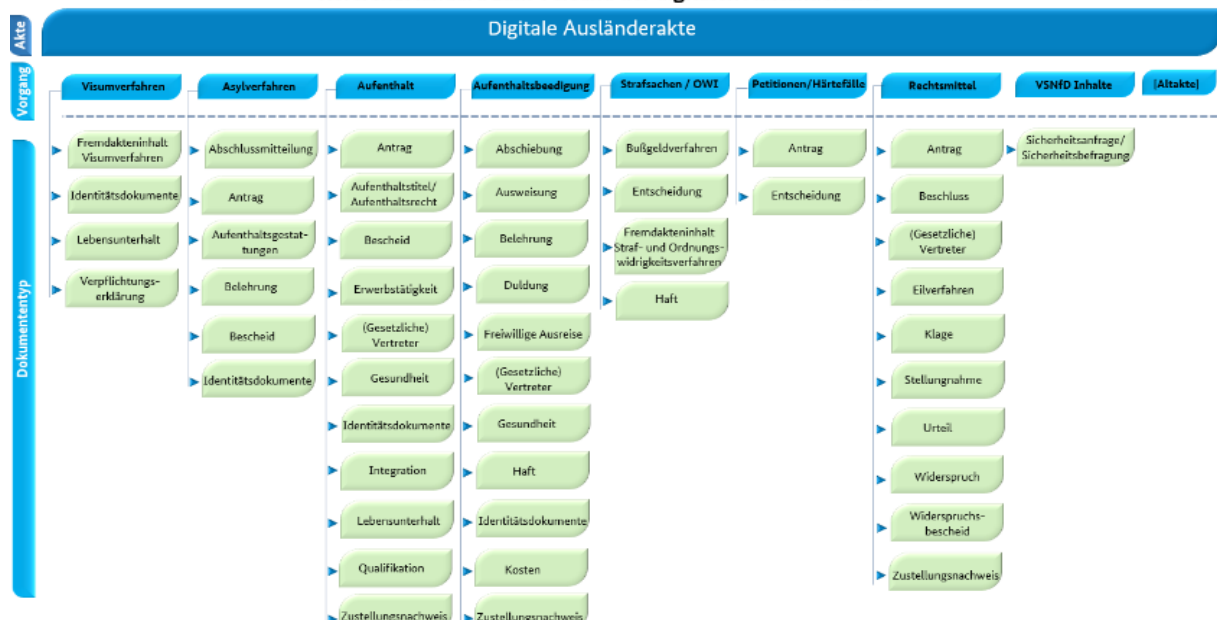 Akte
Digitale Ausländerakte
Vorgang
Visumverfahren
Asylverfahren
Aufenthalt
Aufenthaltsbeedigung
Strafsachen / OWI
Petitionen/Härtefälle
Rechtsmittel
VSNfD Inhalte
[Altakte]
Dokumententyp
Fremdakteninhalt
Visumverfahren
Identitätsdokumente
Lebensunterhalt
Verpflichtungs-
erklärung
Abschlussmitteilung
Antrag
Aufenthaltsgestat-
tungen
Belehrung
Bescheid
Identitätsdokumente
Antrag
Aufenthaltstitel/
Aufenthaltsrecht
Bescheid
Erwerbstätigkeit
(Gesetzliche)
Vertreter
Gesundheit
Identitätsdokumente
Integration
Lebensunterhalt
Qualifikation
Zustellungsnachweis
Abschiebung
Ausweisung
Belehrung
Duldung
Freiwillige Ausreise
(Gesetzliche)
Vertreter
Gesundheit
Haft
Identitätsdokumente
Kosten
Zustellungsnachweis
Bußgeldverfahren
Entscheidung
Fremdakteninhalt
Straf- und Ordnungs-
widrigkeitsverfahren
Haft
Antrag
Entscheidung
Antrag
Beschluss
(Gesetzliche)
Vertreter
Eilverfahren
Klage
Stellungnahme
Urteil
Widerspruch
Widerspruchs-
bescheid
Zustellungsnachweis
Sicherheitsanfrage/
Sicherheitsbefragung